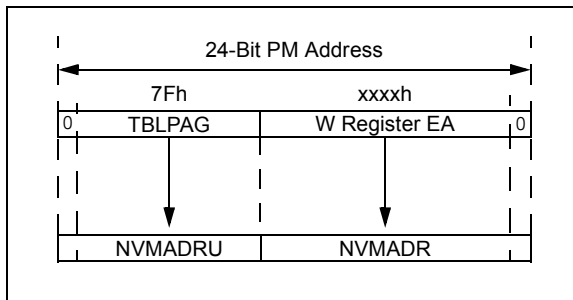 24-Bit PM Address
7Fh xxxxh
0 TBLPAG W Register EA 0
NVMADRU NVMADR